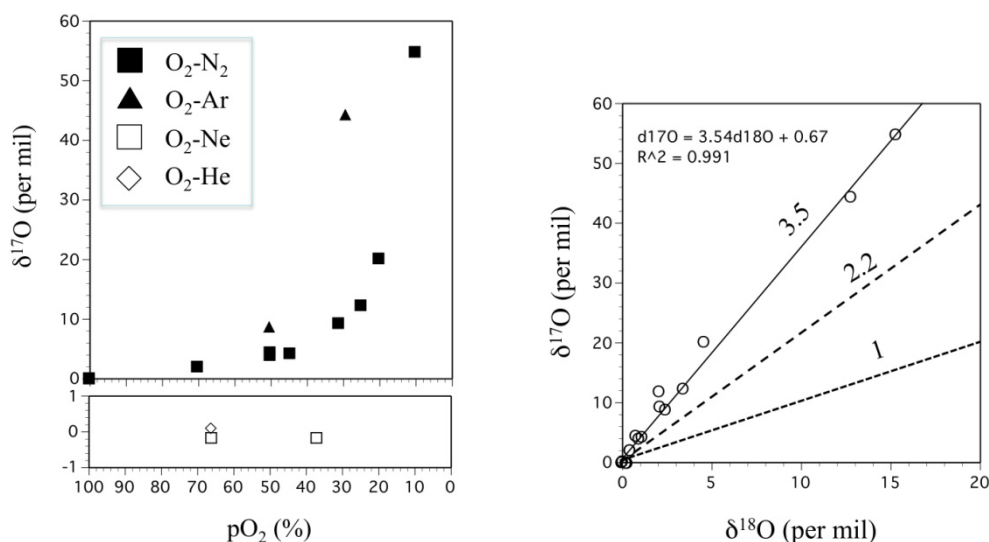 60
50
40
30
20
10
0
δ¹⁷O (per mil)
O₂-N₂
O₂-Ar
O₂-Ne
O₂-He
1
0
-1
100 90 80 70 60 50 40 30 20 10 0
pO₂ (%)
60
50
40
30
20
10
0
δ¹⁷O (per mil)
d17O = 3.54d18O + 0.67
R^2 = 0.991
3.5
2.2
1
0 5 10 15 20
δ¹⁸O (per mil)